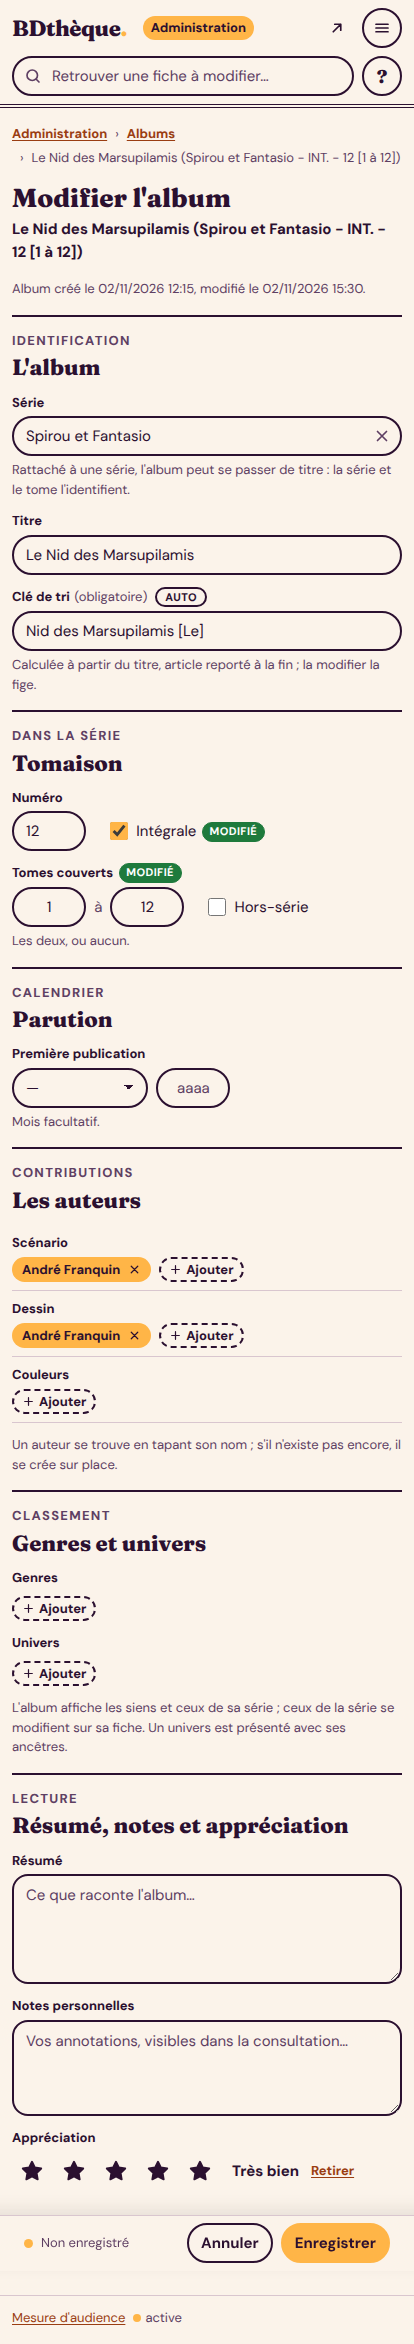 BDthèque. Administration
Retrouver une fiche à modifier… ?
Administration › Albums
› Le Nid des Marsupilamis (Spirou et Fantasio - INT. - 12 [1 à 12])
Modifier l'album
Le Nid des Marsupilamis (Spirou et Fantasio - INT. -
12 [1 à 12])
Album créé le 02/11/2026 12:15, modifié le 02/11/2026 15:30.
IDENTIFICATION
L'album
Série
Spirou et Fantasio
Rattaché à une série, l'album peut se passer de titre : la série et
le tome l'identifient.
Titre
Le Nid des Marsupilamis
Clé de tri (obligatoire) AUTO
Nid des Marsupilamis [Le]
Calculée à partir du titre, article reporté à la fin ; la modifier la
fige.
DANS LA SÉRIE
Tomaison
Numéro
12 Intégrale MODIFIÉ
Tomes couverts MODIFIÉ
1 à 12 Hors-série
Les deux, ou aucun.
CALENDRIER
Parution
Première publication
— aaaa
Mois facultatif.
CONTRIBUTIONS
Les auteurs
Scénario
André Franquin × + Ajouter
Dessin
André Franquin × + Ajouter
Couleurs
+ Ajouter
Un auteur se trouve en tapant son nom ; s'il n'existe pas encore, il
se crée sur place.
CLASSEMENT
Genres et univers
Genres
+ Ajouter
Univers
+ Ajouter
L'album affiche les siens et ceux de sa série ; ceux de la série se
modifient sur sa fiche. Un univers est présenté avec ses
ancêtres.
LECTURE
Résumé, notes et appréciation
Résumé
Ce que raconte l'album…
Notes personnelles
Vos annotations, visibles dans la consultation…
Appréciation
Très bien Retirer
Non enregistré Annuler Enregistrer
Mesure d'audience active